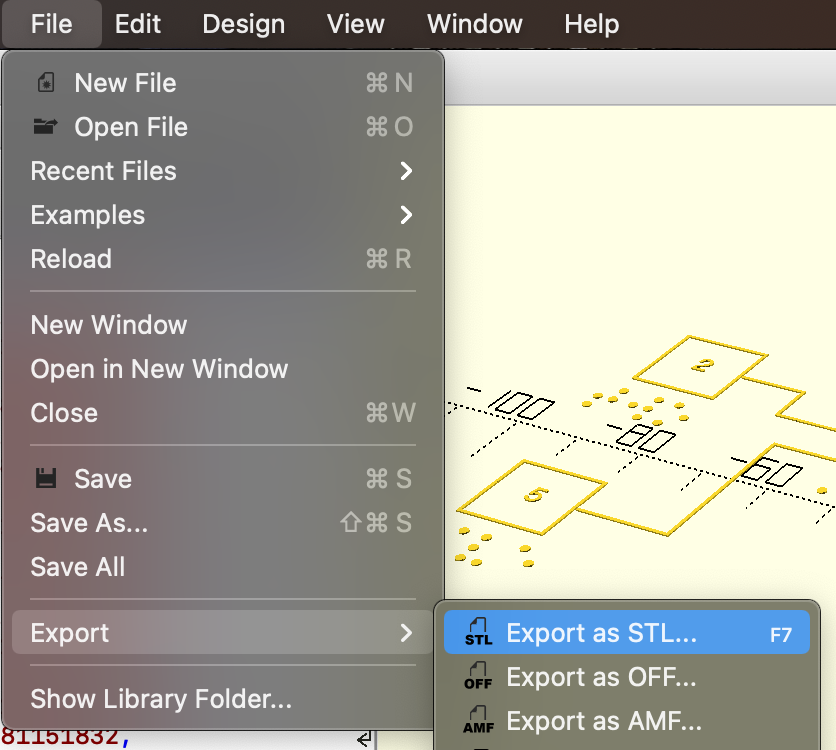 File Edit Design View Window Help
New File ⌘ N
Open File ⌘ O
Recent Files
Examples
Reload ⌘ R
New Window
Open in New Window
Close ⌘ W
Save ⌘ S
Save As... ⇧ ⌘ S
Save All
Export
Show Library Folder...
STL Export as STL... F7
OFF Export as OFF...
AMF Export as AMF...
2
-100
-80
-60
5
81151832,